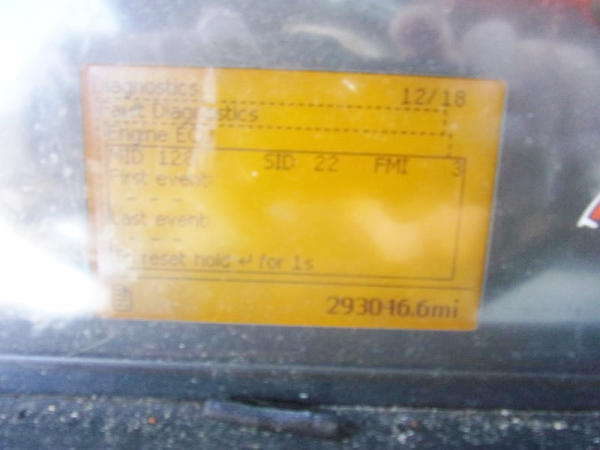 Diagnostics 12/18
Fault Diagnostics
Engine ECU
MID 128 SID 22 FMI 3
First event:
- - -
Last event:
- - -
To reset hold ↵ for 1s
293046.6mi